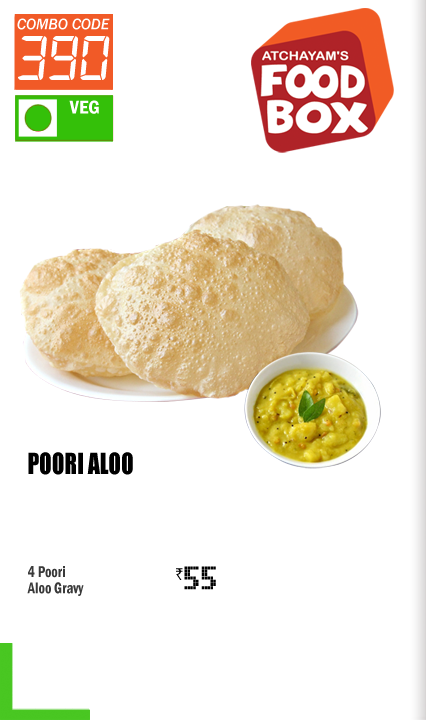 COMBO CODE
390
VEG
ATCHAYAM'S
FOOD
BOX
POORI ALOO
4 Poori
Aloo Gravy
₹55